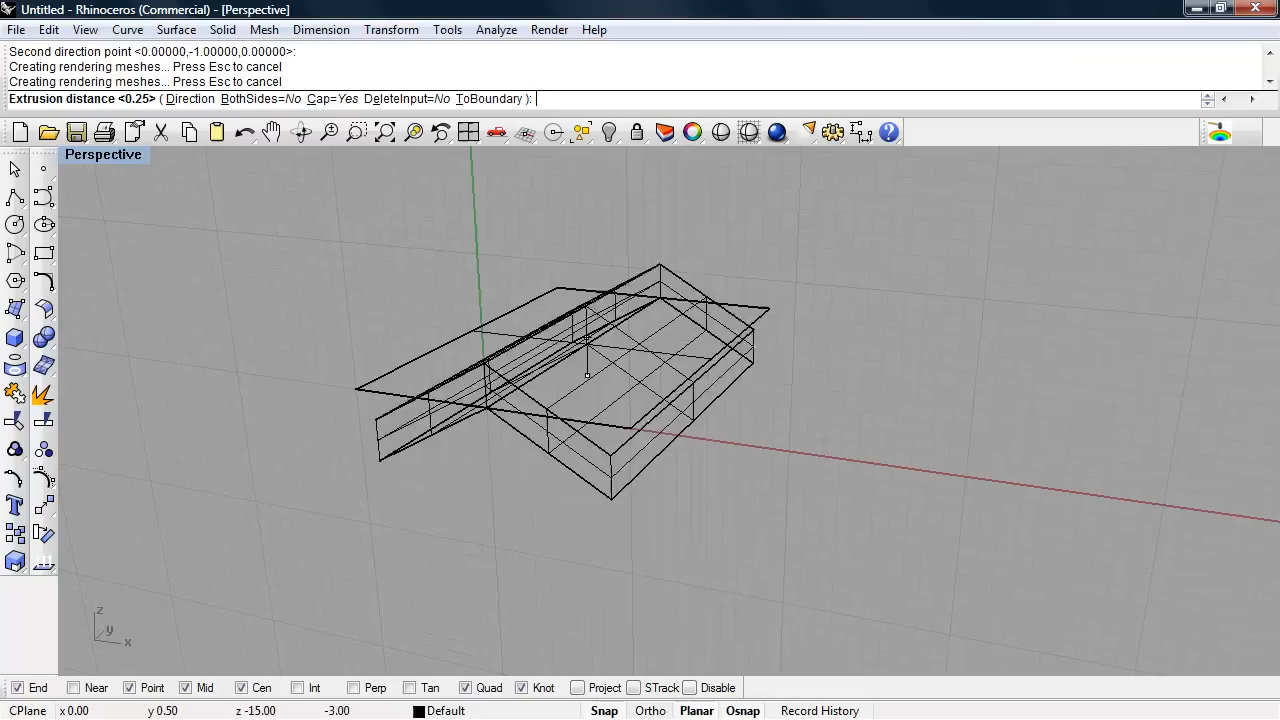 Untitled - Rhinoceros (Commercial) - [Perspective]
File Edit View Curve Surface Solid Mesh Dimension Transform Tools Analyze Render Help
Second direction point <0.00000,-1.00000,0.00000>:
Creating rendering meshes... Press Esc to cancel
Creating rendering meshes... Press Esc to cancel
Extrusion distance <0.25> ( Direction BothSides=No Cap=Yes DeleteInput=No ToBoundary ):
Perspective
z
y
x
End Near Point Mid Cen Int Perp Tan Quad Knot Project STrack Disable
CPlane x 0.00 y 0.50 z -15.00 -3.00 Default Snap Ortho Planar Osnap Record History